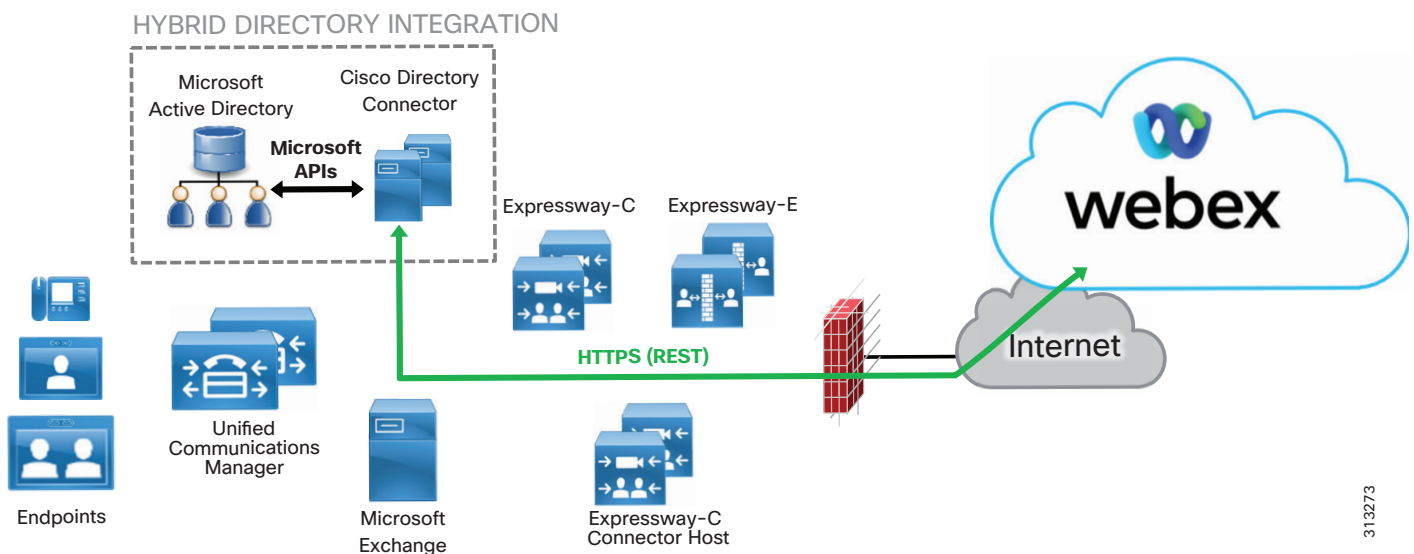 HYBRID DIRECTORY INTEGRATION
Microsoft
Active Directory
Cisco Directory
Connector
Microsoft
APIs
Expressway-C
Expressway-E
webex
Internet
HTTPS (REST)
Unified
Communications
Manager
Endpoints
Microsoft
Exchange
Expressway-C
Connector Host
313273